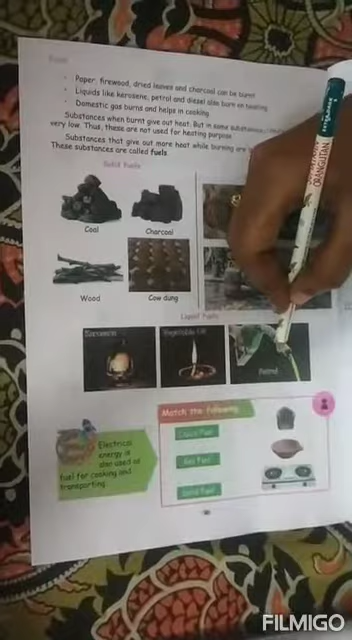 Paper, firewood, dried leaves and charcoal can be burnt
Liquids like kerosene, petrol and diesel also burn on heating
Domestic gas burns and helps in cooking
Substances when burnt give out heat. But in some substances,
very low. Thus, these are not used for heating purpose.
Substances that give out more heat while burning are
These substances are called fuels.
Solid Fuels
Coal
Charcoal
Wood
Cow dung
Liquid Fuels
Kerosene
Vegetable Oil
Petrol
Electrical
energy is
also used as
fuel for cooking and
transporting.
Match the following
Gas Fuel
Solid Fuel
ORANGUTAN
FILMIGO